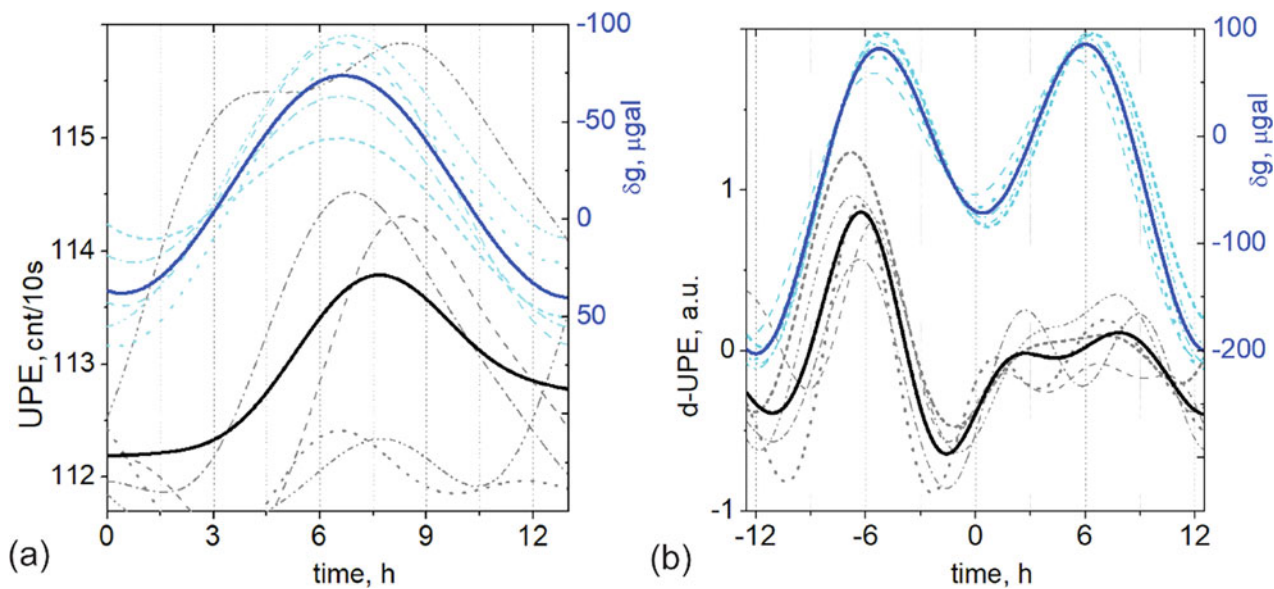 UPE, cnt/10s
115
114
113
112
0 3 6 9 12
time, h
-100
-50
0
50
δg, μgal
(a)
d-UPE, a.u.
1
0
-1
-12 -6 0 6 12
time, h
100
0
-100
-200
δg, μgal
(b)